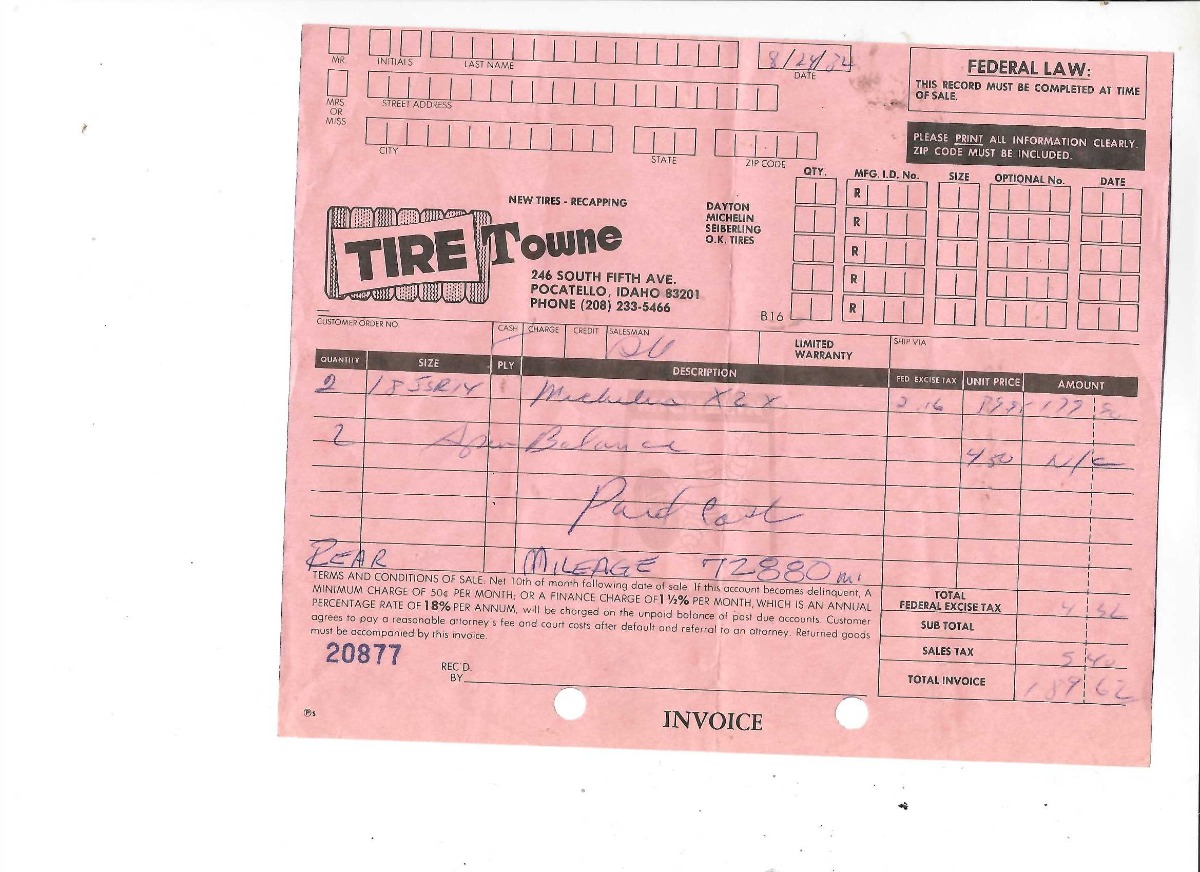 MR. INITIALS LAST NAME DATE
8/24/84
FEDERAL LAW:
THIS RECORD MUST BE COMPLETED AT TIME
OF SALE.
MRS.
OR
MISS
STREET ADDRESS
CITY STATE ZIP CODE
PLEASE PRINT ALL INFORMATION CLEARLY.
ZIP CODE MUST BE INCLUDED.
QTY. MFG. I.D. No. SIZE OPTIONAL No. DATE
R
R
R
R
R
NEW TIRES - RECAPPING
TIRE Towne
DAYTON
MICHELIN
SEIBERLING
O.K. TIRES
246 SOUTH FIFTH AVE.
POCATELLO, IDAHO 83201
PHONE (208) 233-5466
B16
CUSTOMER ORDER NO. CASH CHARGE CREDIT SALESMAN
LIMITED
WARRANTY
SHIP VIA
QUANTITY SIZE PLY DESCRIPTION FED. EXCISE TAX UNIT PRICE AMOUNT
2 185SR14 Michelin 2.16 179
2 Balance 4 50 N/C
Paid Cash
REAR MILEAGE 72880 mi
TERMS AND CONDITIONS OF SALE: Net 10th of month following date of sale. If this account becomes delinquent, A
MINIMUM CHARGE OF 50¢ PER MONTH; OR A FINANCE CHARGE OF 1½% PER MONTH, WHICH IS AN ANNUAL
PERCENTAGE RATE OF 18% PER ANNUM, will be charged on the unpaid balance of past due accounts. Customer
agrees to pay a reasonable attorney's fee and court costs after default and referral to an attorney. Returned goods
must be accompanied by this invoice.
TOTAL
FEDERAL EXCISE TAX 4 32
SUB TOTAL
SALES TAX 5 40
TOTAL INVOICE 189 62
20877
REC'D.
BY
INVOICE